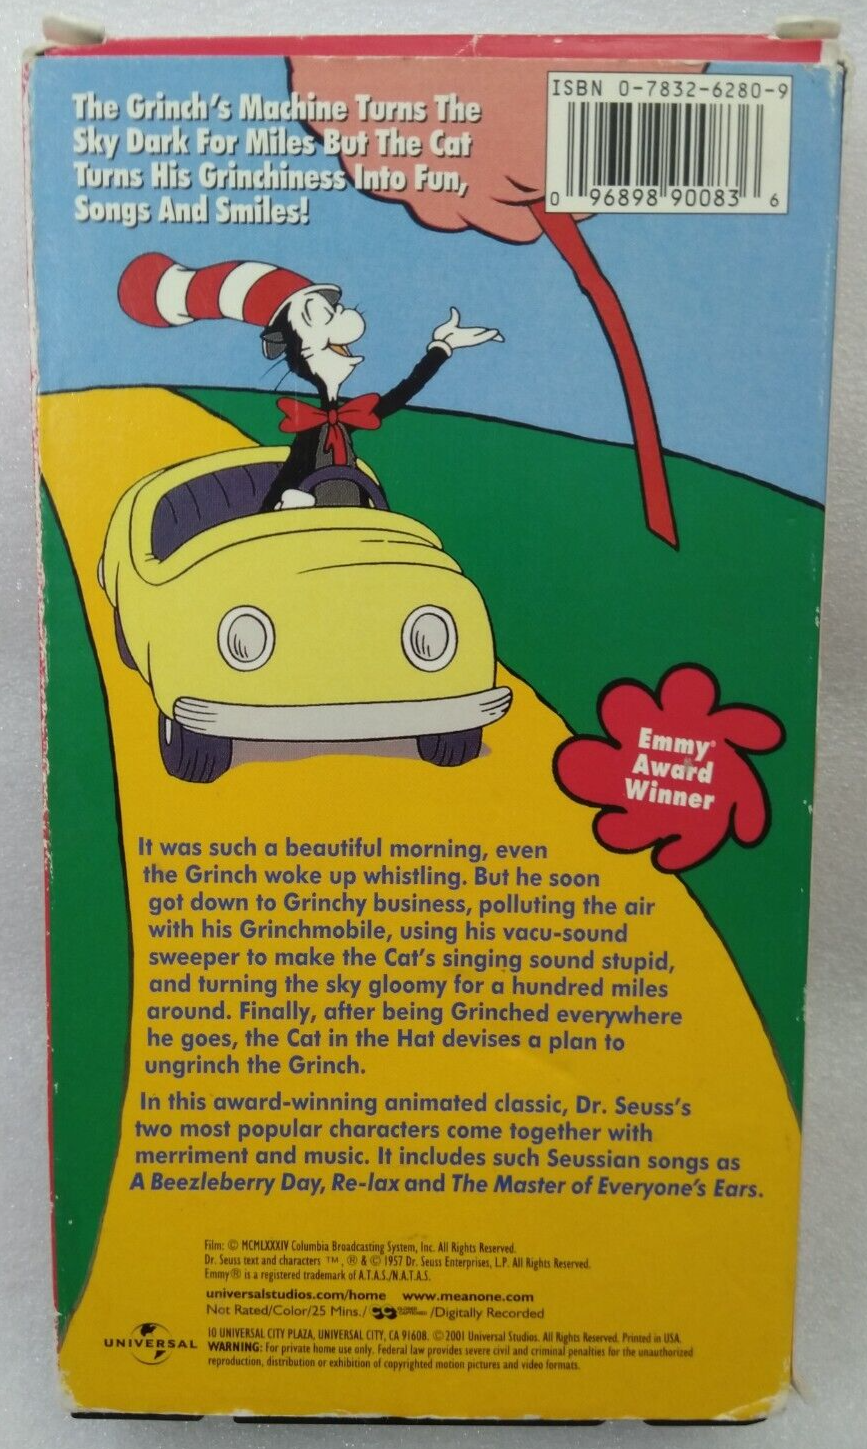 The Grinch's Machine Turns The
Sky Dark For Miles But The Cat
Turns His Grinchiness Into Fun,
Songs And Smiles!
ISBN 0-7832-6280-9
0 96898 90083 6
Emmy®
Award
Winner
It was such a beautiful morning, even
the Grinch woke up whistling. But he soon
got down to Grinchy business, polluting the air
with his Grinchmobile, using his vacu-sound
sweeper to make the Cat's singing sound stupid,
and turning the sky gloomy for a hundred miles
around. Finally, after being Grinched everywhere
he goes, the Cat in the Hat devises a plan to
ungrinch the Grinch.
In this award-winning animated classic, Dr. Seuss's
two most popular characters come together with
merriment and music. It includes such Seussian songs as
A Beezleberry Day, Re-lax and The Master of Everyone's Ears.
Film: © MCMLXXXIV Columbia Broadcasting System, Inc. All Rights Reserved.
Dr. Seuss text and characters ™, ® & © 1957 Dr. Seuss Enterprises, L.P. All Rights Reserved.
Emmy® is a registered trademark of A.T.A.S./N.A.T.A.S.
universalstudios.com/home www.meanone.com
Not Rated/Color/25 Mins./ /Digitally Recorded
UNIVERSAL
10 UNIVERSAL CITY PLAZA, UNIVERSAL CITY, CA 91608. © 2001 Universal Studios. All Rights Reserved. Printed in USA.
WARNING: For private home use only. Federal law provides severe civil and criminal penalties for the unauthorized
reproduction, distribution or exhibition of copyrighted motion pictures and video formats.